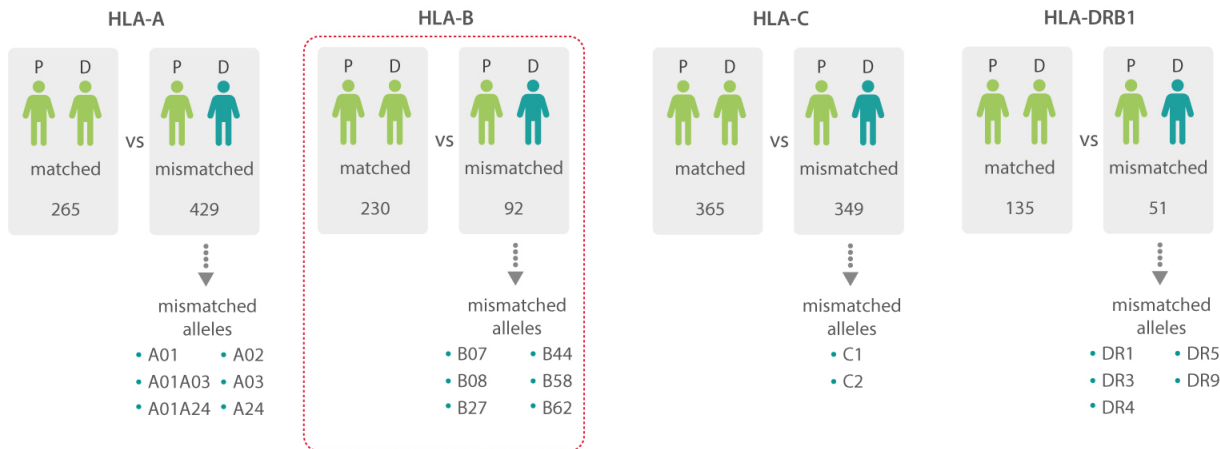 HLA-A
HLA-B
HLA-C
HLA-DRB1
P D P D
P D P D
P D P D
P D P D
vs
vs
vs
vs
matched mismatched
matched mismatched
matched mismatched
matched mismatched
265 429
230 92
365 349
135 51
mismatched
alleles
• A01 • A02
• A01A03 • A03
• A01A24 • A24
mismatched
alleles
• B07 • B44
• B08 • B58
• B27 • B62
mismatched
alleles
• C1
• C2
mismatched
alleles
• DR1 • DR5
• DR3 • DR9
• DR4